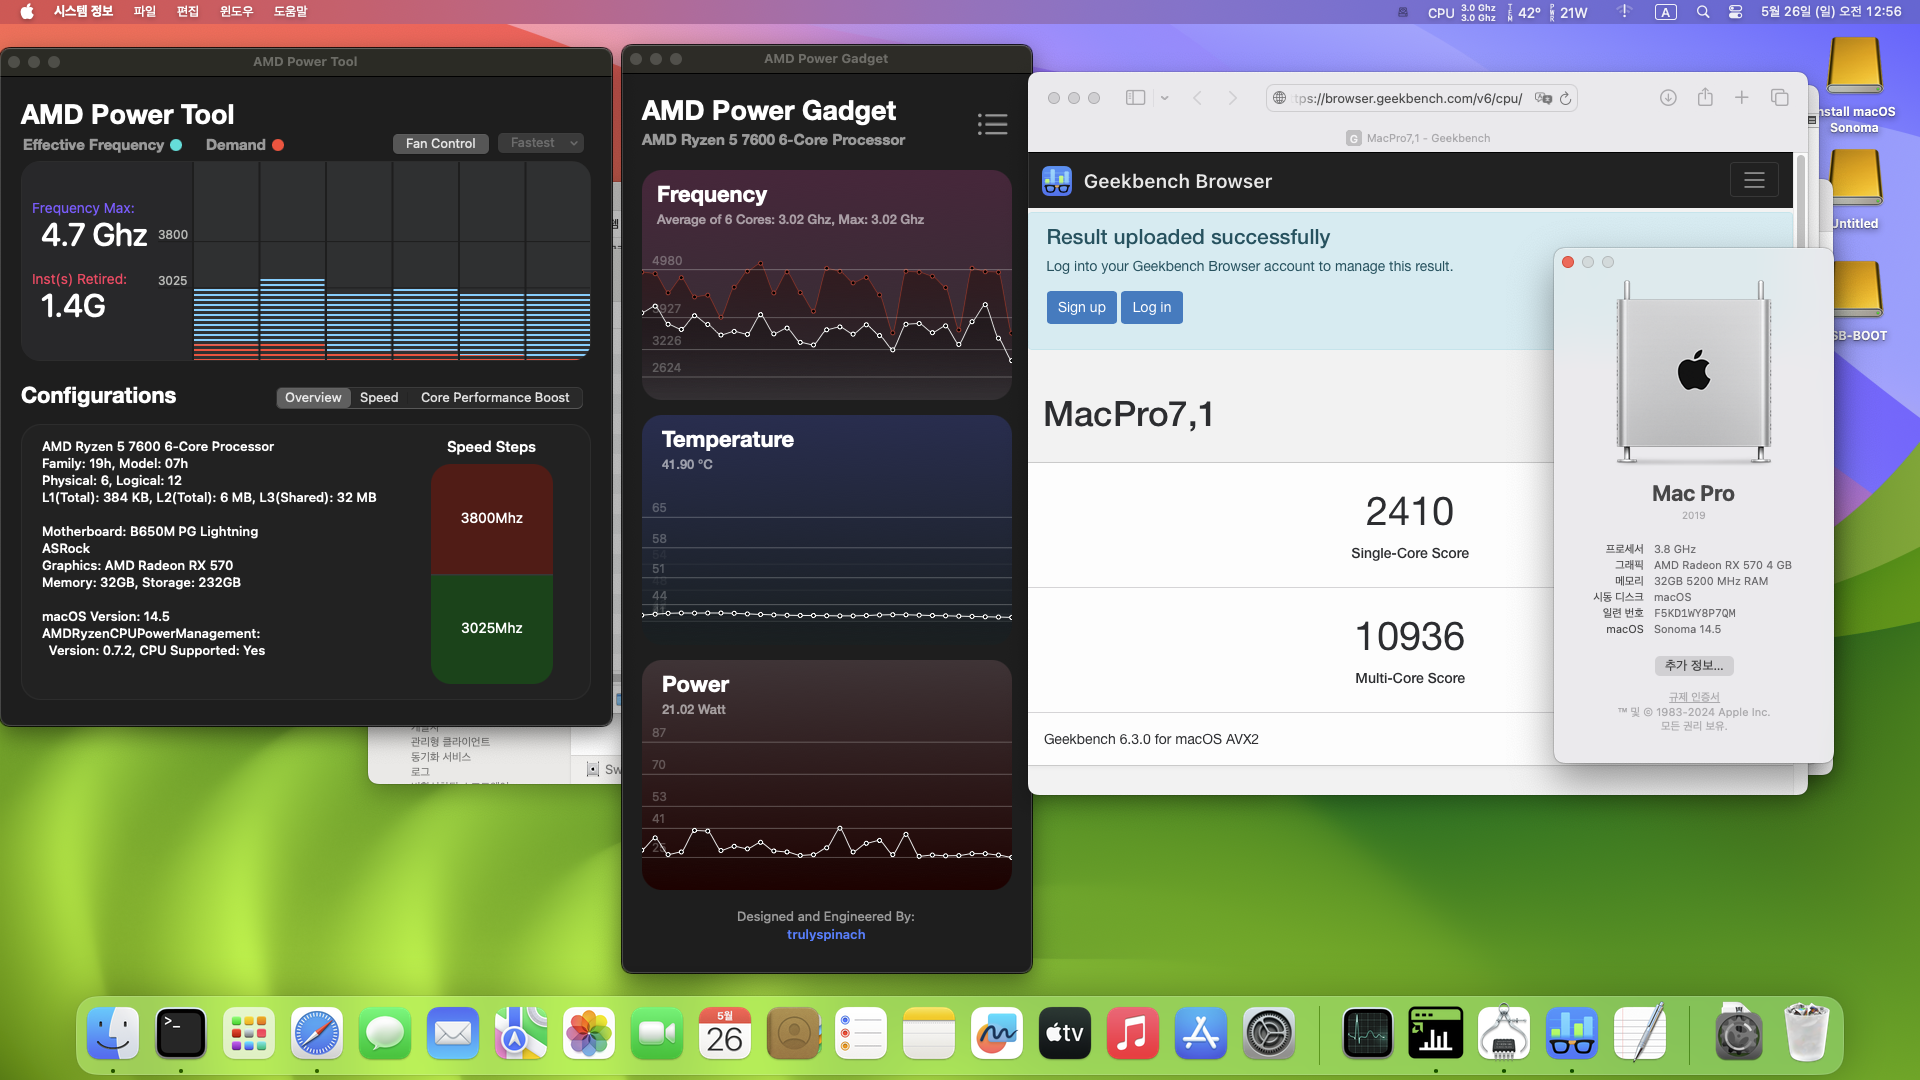 시스템 정보 파일 편집 윈도우 도움말
CPU 3.0 Ghz 3.0 Ghz TEM 42° PWR 21W A 5월 26일 (일) 오전 12:56
AMD Power Tool
AMD Power Tool
Effective Frequency Demand Fan Control Fastest
Frequency Max:
4.7 Ghz
3800
Inst(s) Retired:
3025
1.4G
Configurations
Overview Speed Core Performance Boost
AMD Ryzen 5 7600 6-Core Processor
Family: 19h, Model: 07h
Physical: 6, Logical: 12
L1(Total): 384 KB, L2(Total): 6 MB, L3(Shared): 32 MB
Motherboard: B650M PG Lightning
ASRock
Graphics: AMD Radeon RX 570
Memory: 32GB, Storage: 232GB
macOS Version: 14.5
AMDRyzenCPUPowerManagement:
Version: 0.7.2, CPU Supported: Yes
Speed Steps
3800Mhz
3025Mhz
관리형 클라이언트
동기화 서비스
로그
Sw
AMD Power Gadget
AMD Power Gadget
AMD Ryzen 5 7600 6-Core Processor
Frequency
Average of 6 Cores: 3.02 Ghz, Max: 3.02 Ghz
4980
3927
3226
2624
Temperature
41.90 °C
65
58
51
44
Power
21.02 Watt
87
70
53
41
25
Designed and Engineered By:
trulyspinach
tps://browser.geekbench.com/v6/cpu/
G MacPro7,1 - Geekbench
Geekbench Browser
Result uploaded successfully
Log into your Geekbench Browser account to manage this result.
Sign up Log in
MacPro7,1
2410
Single-Core Score
10936
Multi-Core Score
Geekbench 6.3.0 for macOS AVX2
Mac Pro
2019
프로세서 3.8 GHz
그래픽 AMD Radeon RX 570 4 GB
메모리 32GB 5200 MHz RAM
시동 디스크 macOS
일련 번호 F5KD1WY8P7QM
macOS Sonoma 14.5
추가 정보...
규제 인증서
™ 및 © 1983-2024 Apple Inc.
모든 권리 보유.
nstall macOS
Sonoma
Untitled
SB-BOOT
>_
5월
26
tv